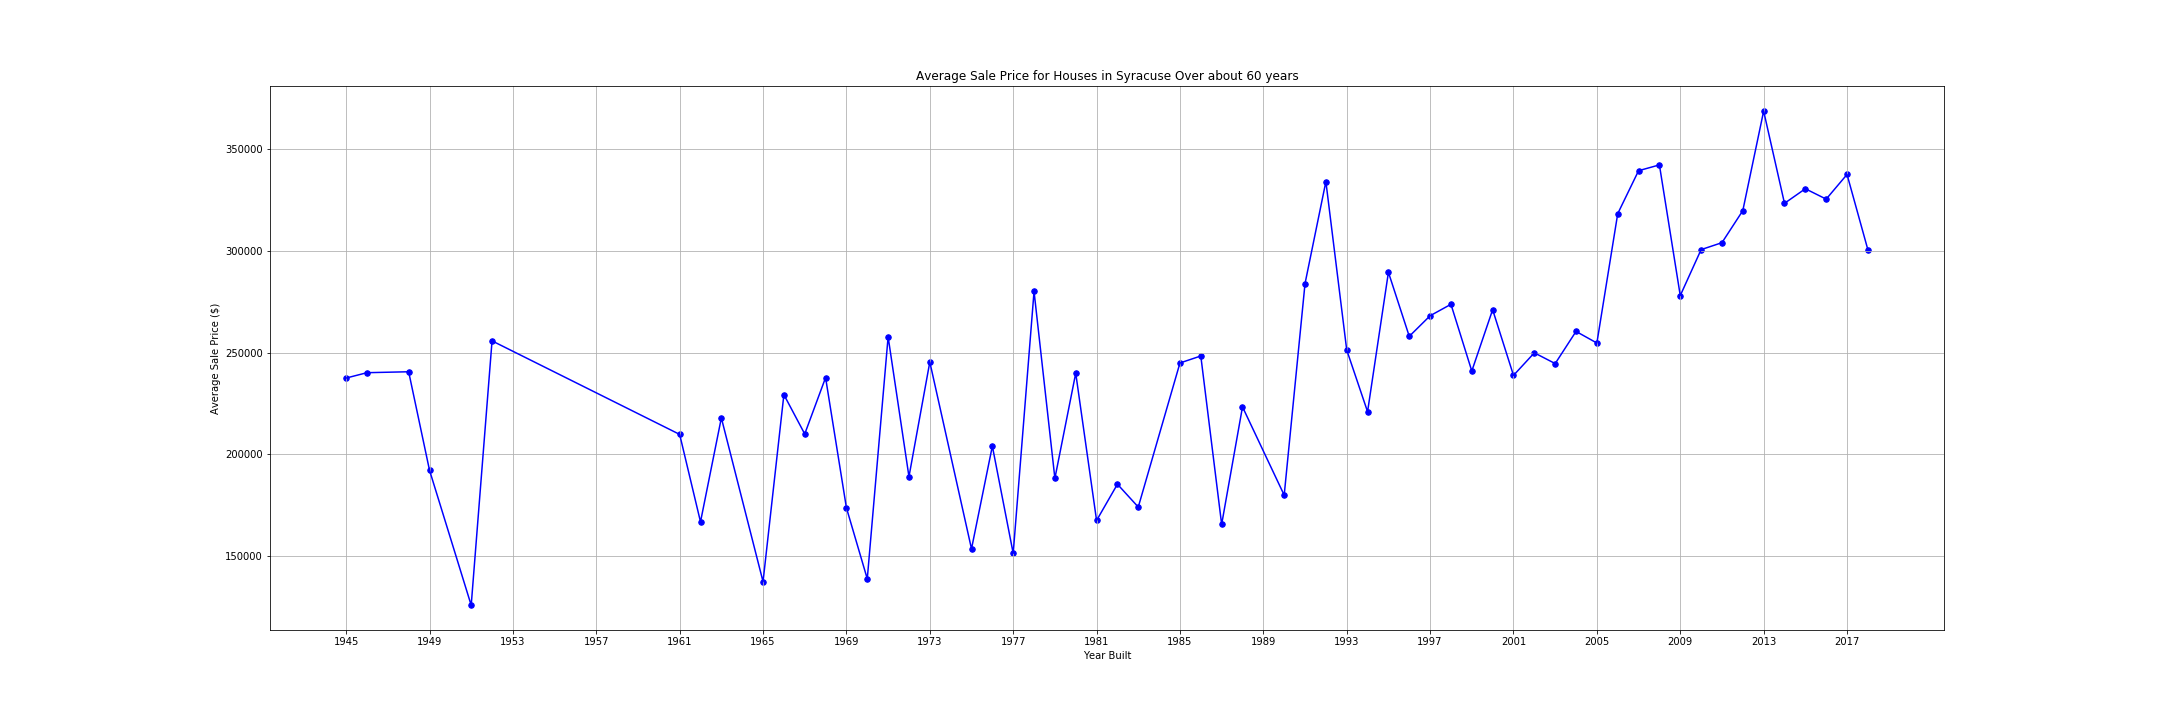 Average Sale Price for Houses in Syracuse Over about 60 years
350000
300000
250000
200000
150000
Average Sale Price ($)
1945 1949 1953 1957 1961 1965 1969 1973 1977 1981 1985 1989 1993 1997 2001 2005 2009 2013 2017
Year Built